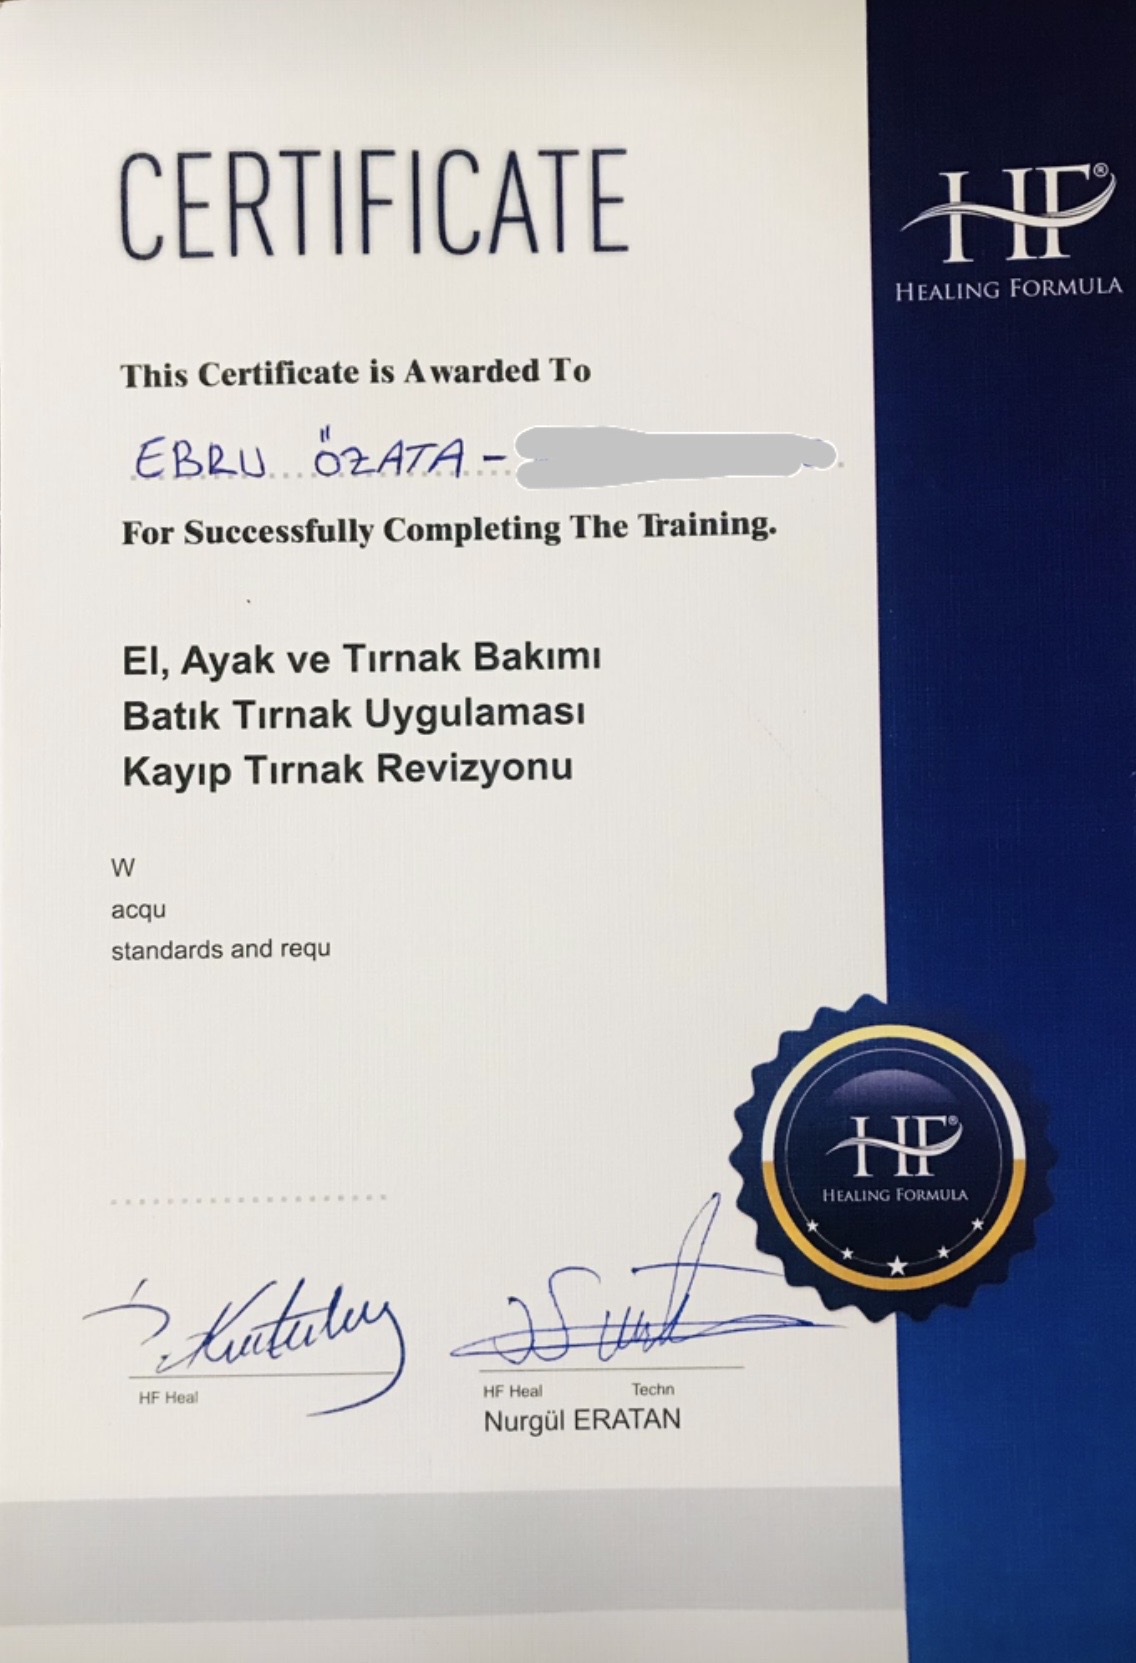 CERTIFICATE
HF®
HEALING FORMULA
This Certificate is Awarded To
EBRU ÖZATA -
For Successfully Completing The Training.
El, Ayak ve Tırnak Bakımı
Batık Tırnak Uygulaması
Kayıp Tırnak Revizyonu
W
acqu
standards and requ
HF®
HEALING FORMULA
HF Heal
HF Heal Techn
Nurgül ERATAN